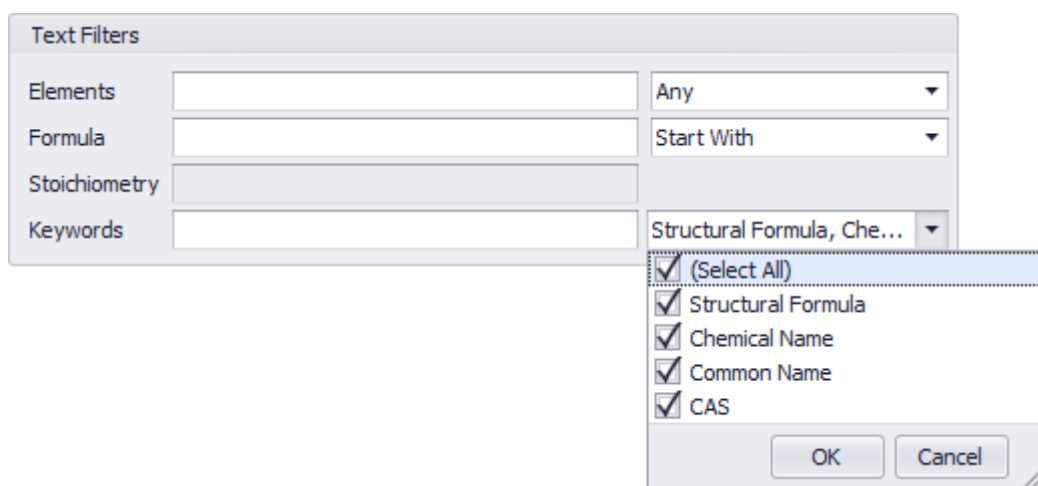 Text Filters
Elements Any
Formula Start With
Stoichiometry
Keywords Structural Formula, Che...
(Select All)
Structural Formula
Chemical Name
Common Name
CAS
OK Cancel